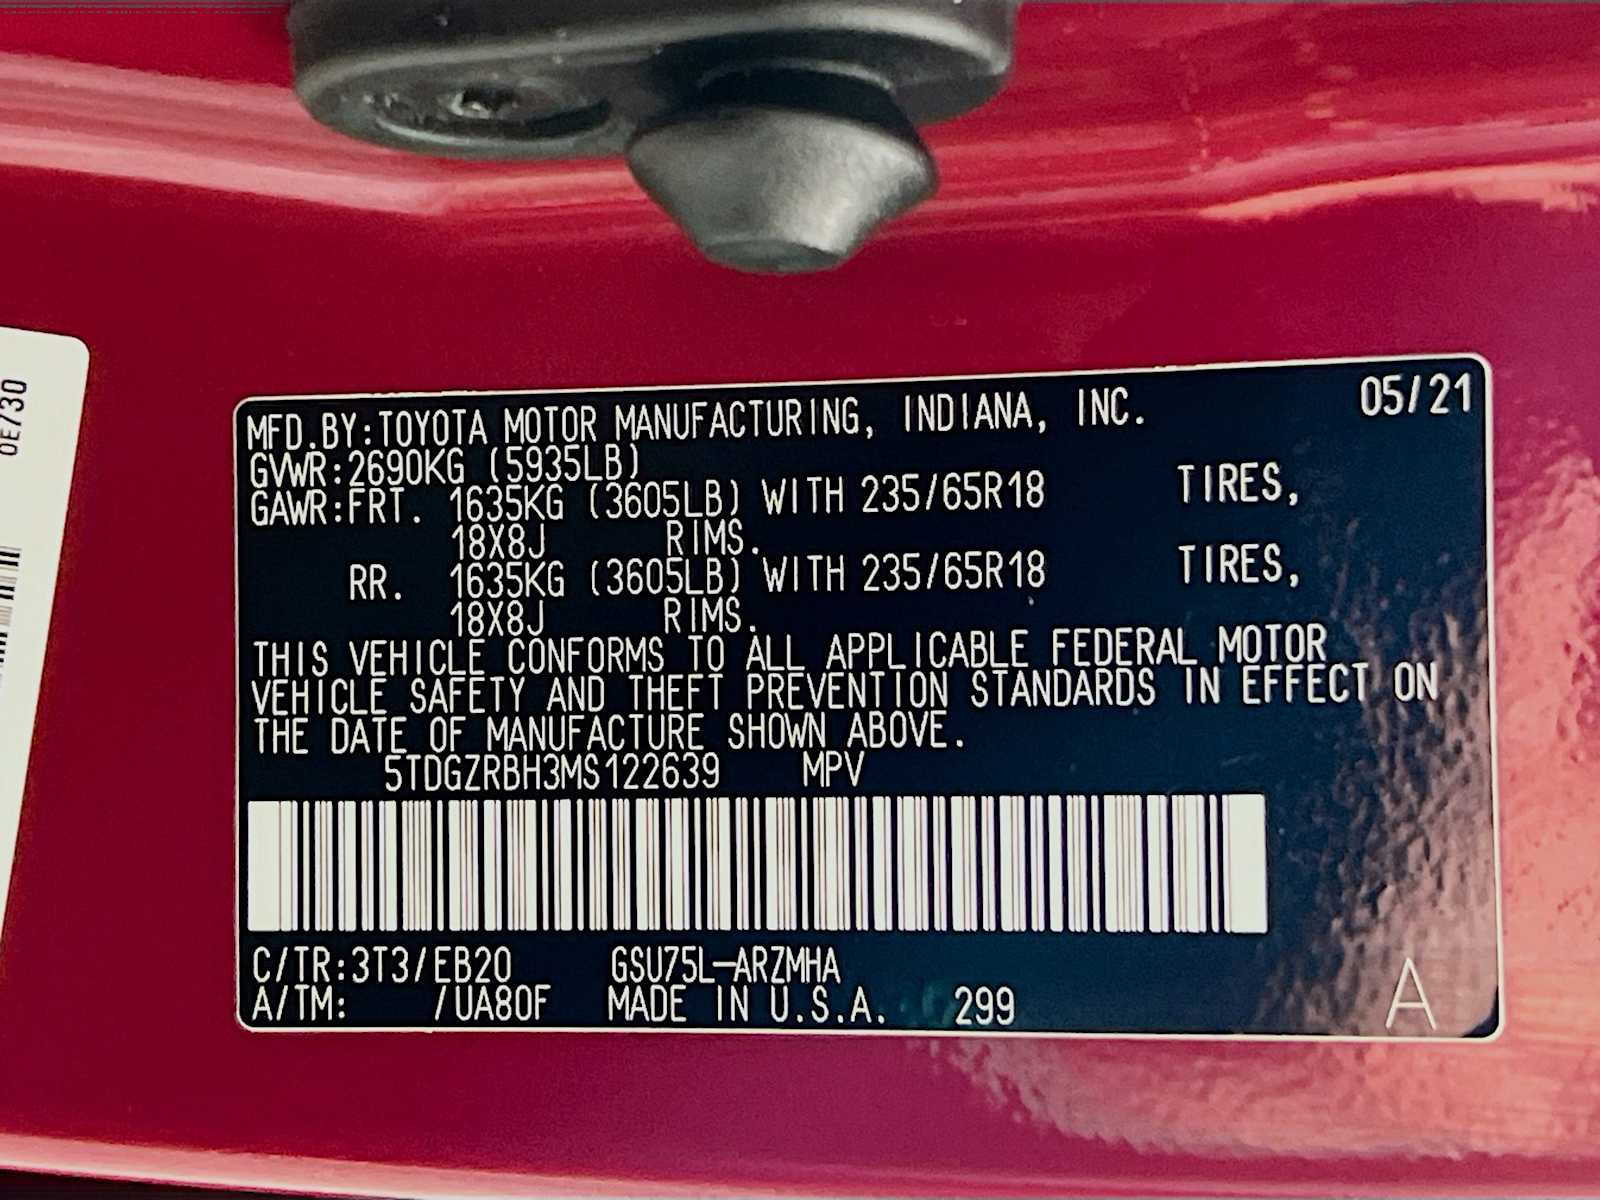 MFD.BY:TOYOTA MOTOR MANUFACTURING, INDIANA, INC. 05/21
GVWR:2690KG (5935LB)
GAWR:FRT. 1635KG (3605LB) WITH 235/65R18 TIRES,
18X8J RIMS.
RR. 1635KG (3605LB) WITH 235/65R18 TIRES,
18X8J RIMS.
THIS VEHICLE CONFORMS TO ALL APPLICABLE FEDERAL MOTOR
VEHICLE SAFETY AND THEFT PREVENTION STANDARDS IN EFFECT ON
THE DATE OF MANUFACTURE SHOWN ABOVE.
5TDGZRBH3MS122639 MPV
C/TR:3T3/EB20 GSU75L-ARZMHA
A/TM: /UA80F MADE IN U.S.A. 299 A
0E730